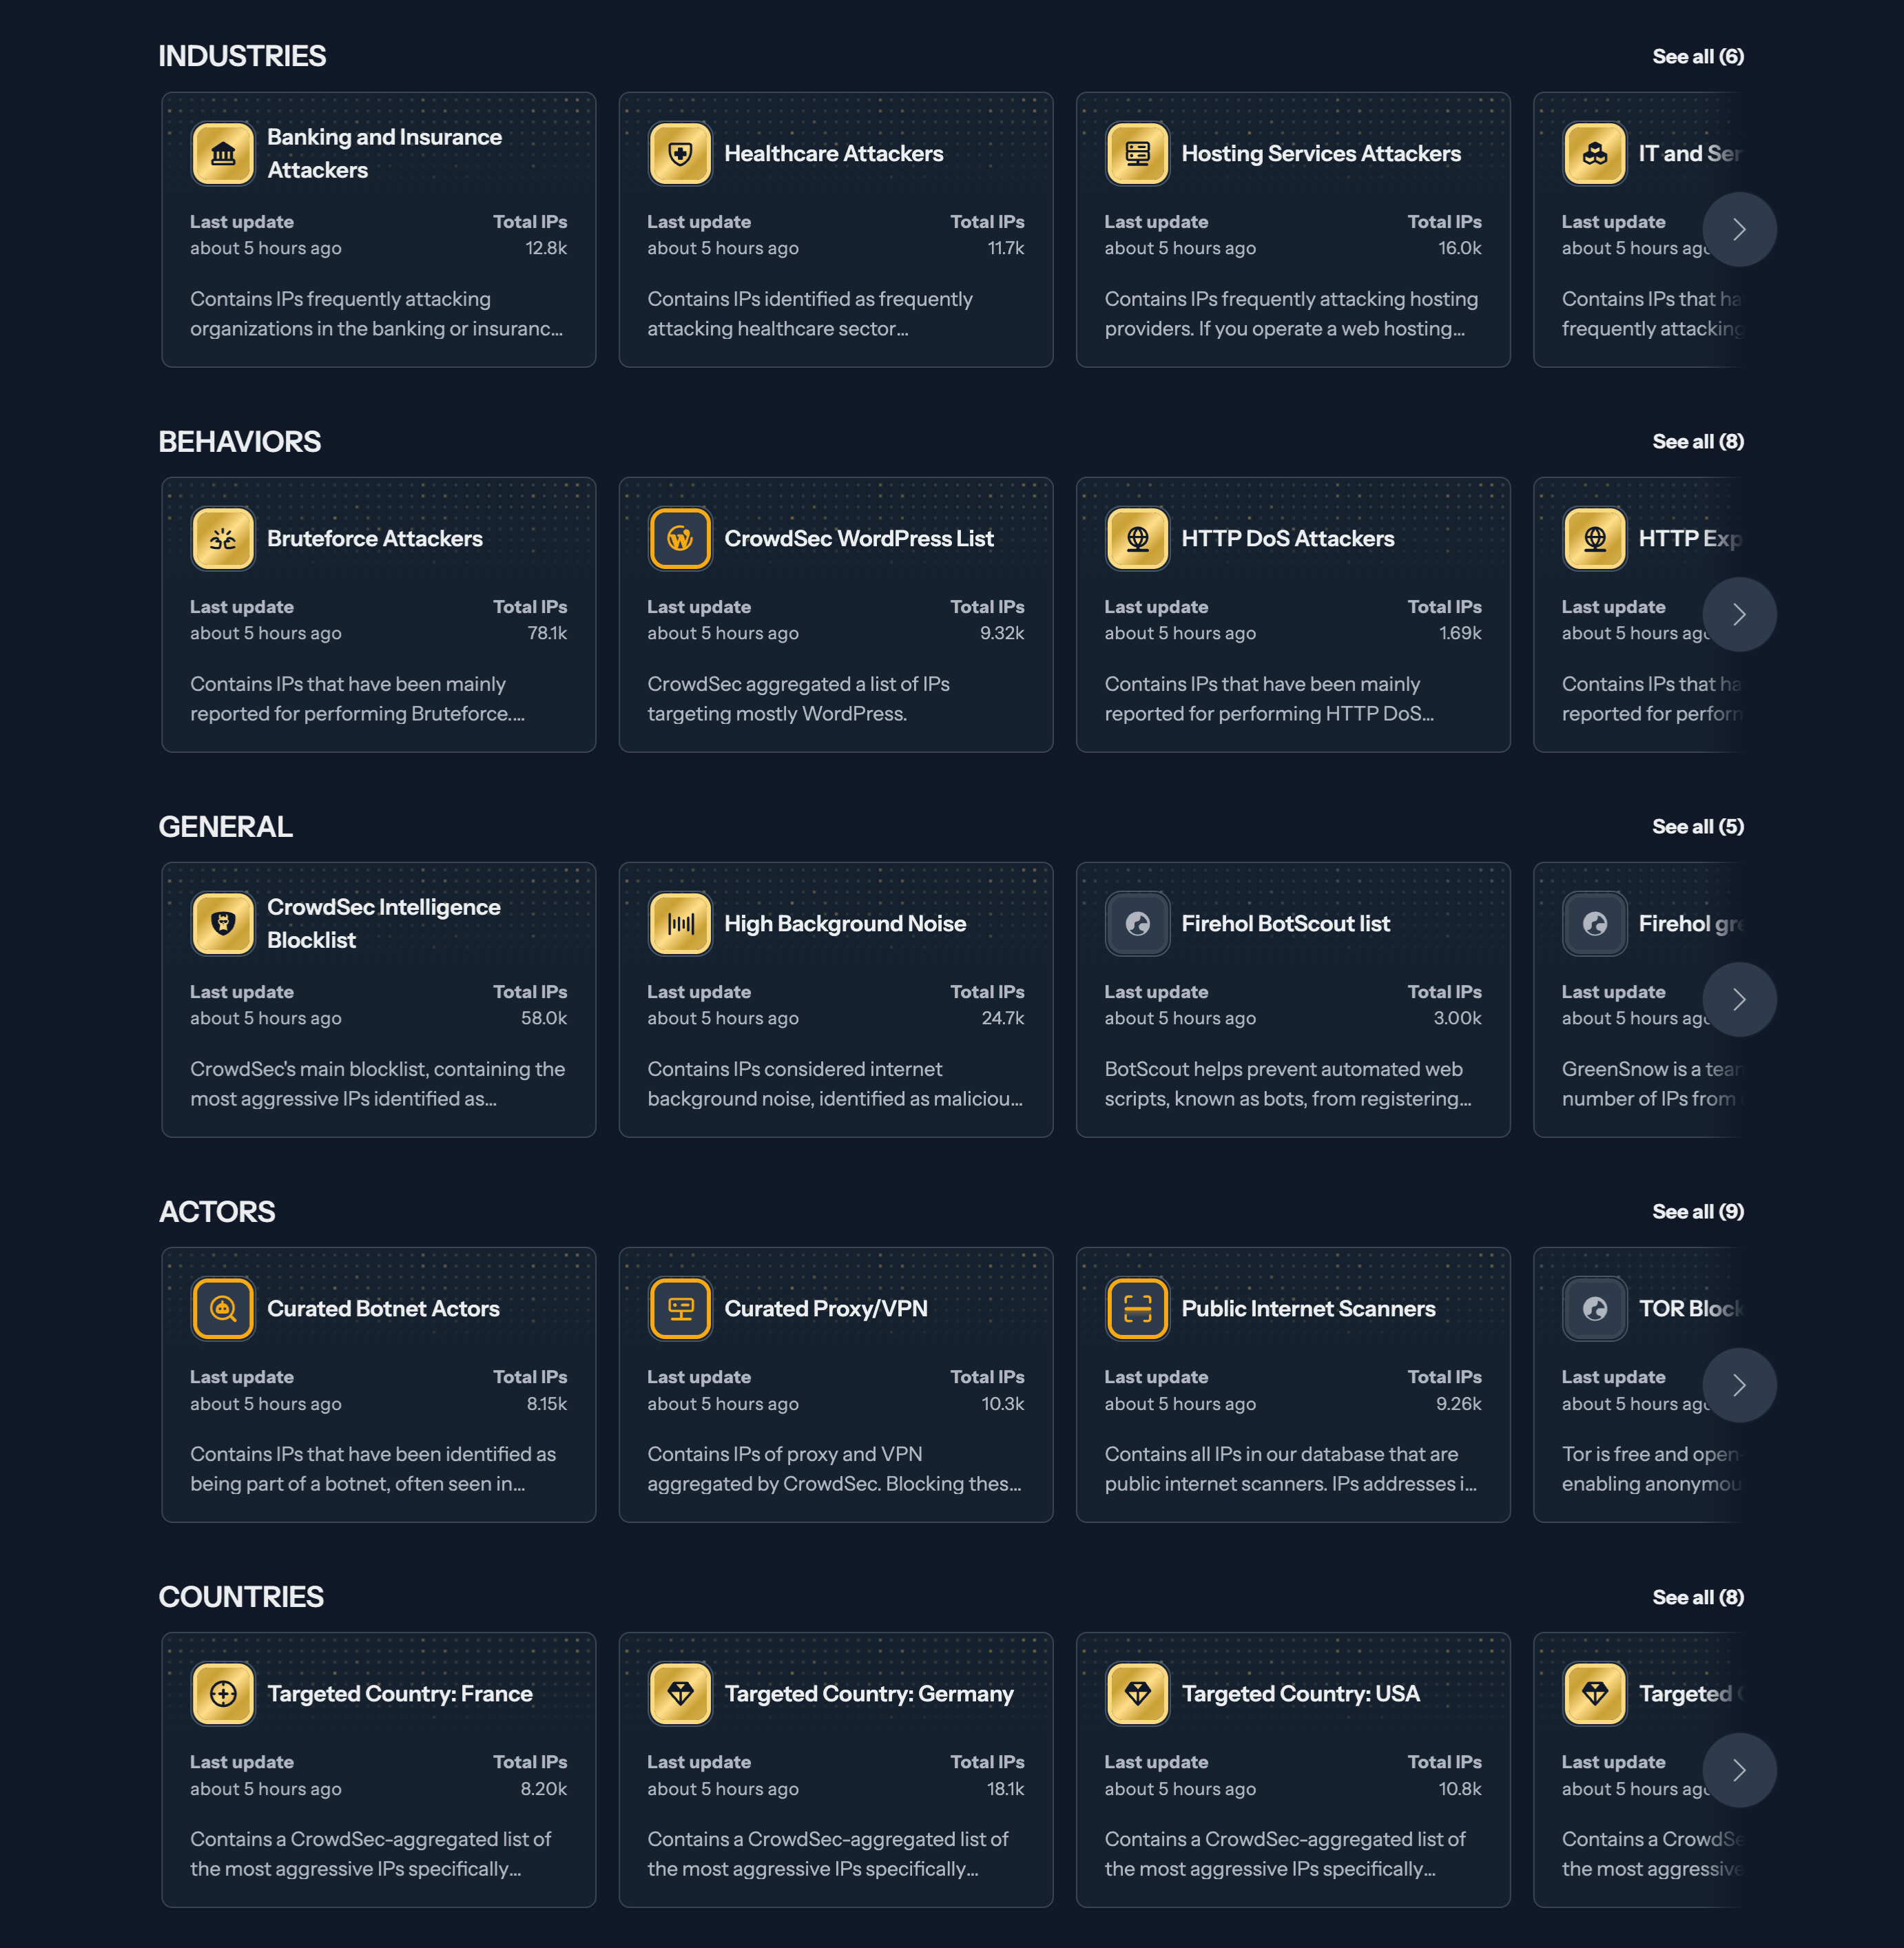 INDUSTRIES
See all (6)
Banking and Insurance
Attackers
Last update
Total IPs
about 5 hours ago
12.8k
Contains IPs frequently attacking
organizations in the banking or insuranc...
Healthcare Attackers
Last update
Total IPs
about 5 hours ago
11.7k
Contains IPs identified as frequently
attacking healthcare sector...
Hosting Services Attackers
Last update
Total IPs
about 5 hours ago
16.0k
Contains IPs frequently attacking hosting
providers. If you operate a web hosting...
IT and
Last update
about 5 hours
Contains IPs that
frequently attacking
BEHAVIORS
See all (8)
Bruteforce Attackers
Last update
Total IPs
about 5 hours ago
78.1k
Contains IPs that have been mainly
reported for performing Bruteforce....
CrowdSec WordPress List
Last update
Total IPs
about 5 hours ago
9.32k
CrowdSec aggregated a list of IPs
targeting mostly WordPress.
HTTP DoS Attackers
Last update
Total IPs
about 5 hours ago
1.69k
Contains IPs that have been mainly
reported for performing HTTP DoS...
HTTP
Last update
about 5 hours
Contains IPs that
reported for
GENERAL
See all (5)
CrowdSec Intelligence
Blocklist
Last update
Total IPs
about 5 hours ago
58.0k
CrowdSec's main blocklist, containing the
most aggressive IPs identified as...
High Background Noise
Last update
Total IPs
about 5 hours ago
24.7k
Contains IPs considered internet
background noise, identified as maliciou...
Firehol BotScout list
Last update
Total IPs
about 5 hours ago
3.00k
BotScout helps prevent automated web
scripts, known as bots, from registering...
Firehol
Last update
about 5 hours
GreenSnow is a
number of IPs from
ACTORS
See all (9)
Curated Botnet Actors
Last update
Total IPs
about 5 hours ago
8.15k
Contains IPs that have been identified as
being part of a botnet, often seen in...
Curated Proxy/VPN
Last update
Total IPs
about 5 hours ago
10.3k
Contains IPs of proxy and VPN
aggregated by CrowdSec. Blocking thes...
Public Internet Scanners
Last update
Total IPs
about 5 hours ago
9.26k
Contains all IPs in our database that are
public internet scanners. IPs addresses i...
TOR Block
Last update
about 5 hours
Tor is free and open-
enabling
COUNTRIES
See all (8)
Targeted Country: France
Last update
Total IPs
about 5 hours ago
8.20k
Contains a CrowdSec-aggregated list of
the most aggressive IPs specifically...
Targeted Country: Germany
Last update
Total IPs
about 5 hours ago
18.1k
Contains a CrowdSec-aggregated list of
the most aggressive IPs specifically...
Targeted Country: USA
Last update
Total IPs
about 5 hours ago
10.8k
Contains a CrowdSec-aggregated list of
the most aggressive IPs specifically...
Targeted
Last update
about 5 hours
Contains a
the most aggressive